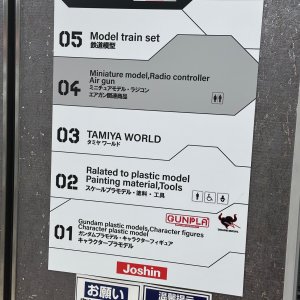 05 Model train set
鉄道模型
04 Miniature model,Radio controller
Air gun
ミニチュアモデル・ラジコン
エアガン関連商品
03 TAMIYA WORLD
タミヤ ワールド
02 Ralated to plastic model
Painting material,Tools
スケールプラモデル・塗料・工具
GUNPLA
01 Gundam plastic models,Character figures
Character plastic model
ガンダムプラモデル・キャラクターフィギュア
キャラクタープラモデル
Joshin
お願い